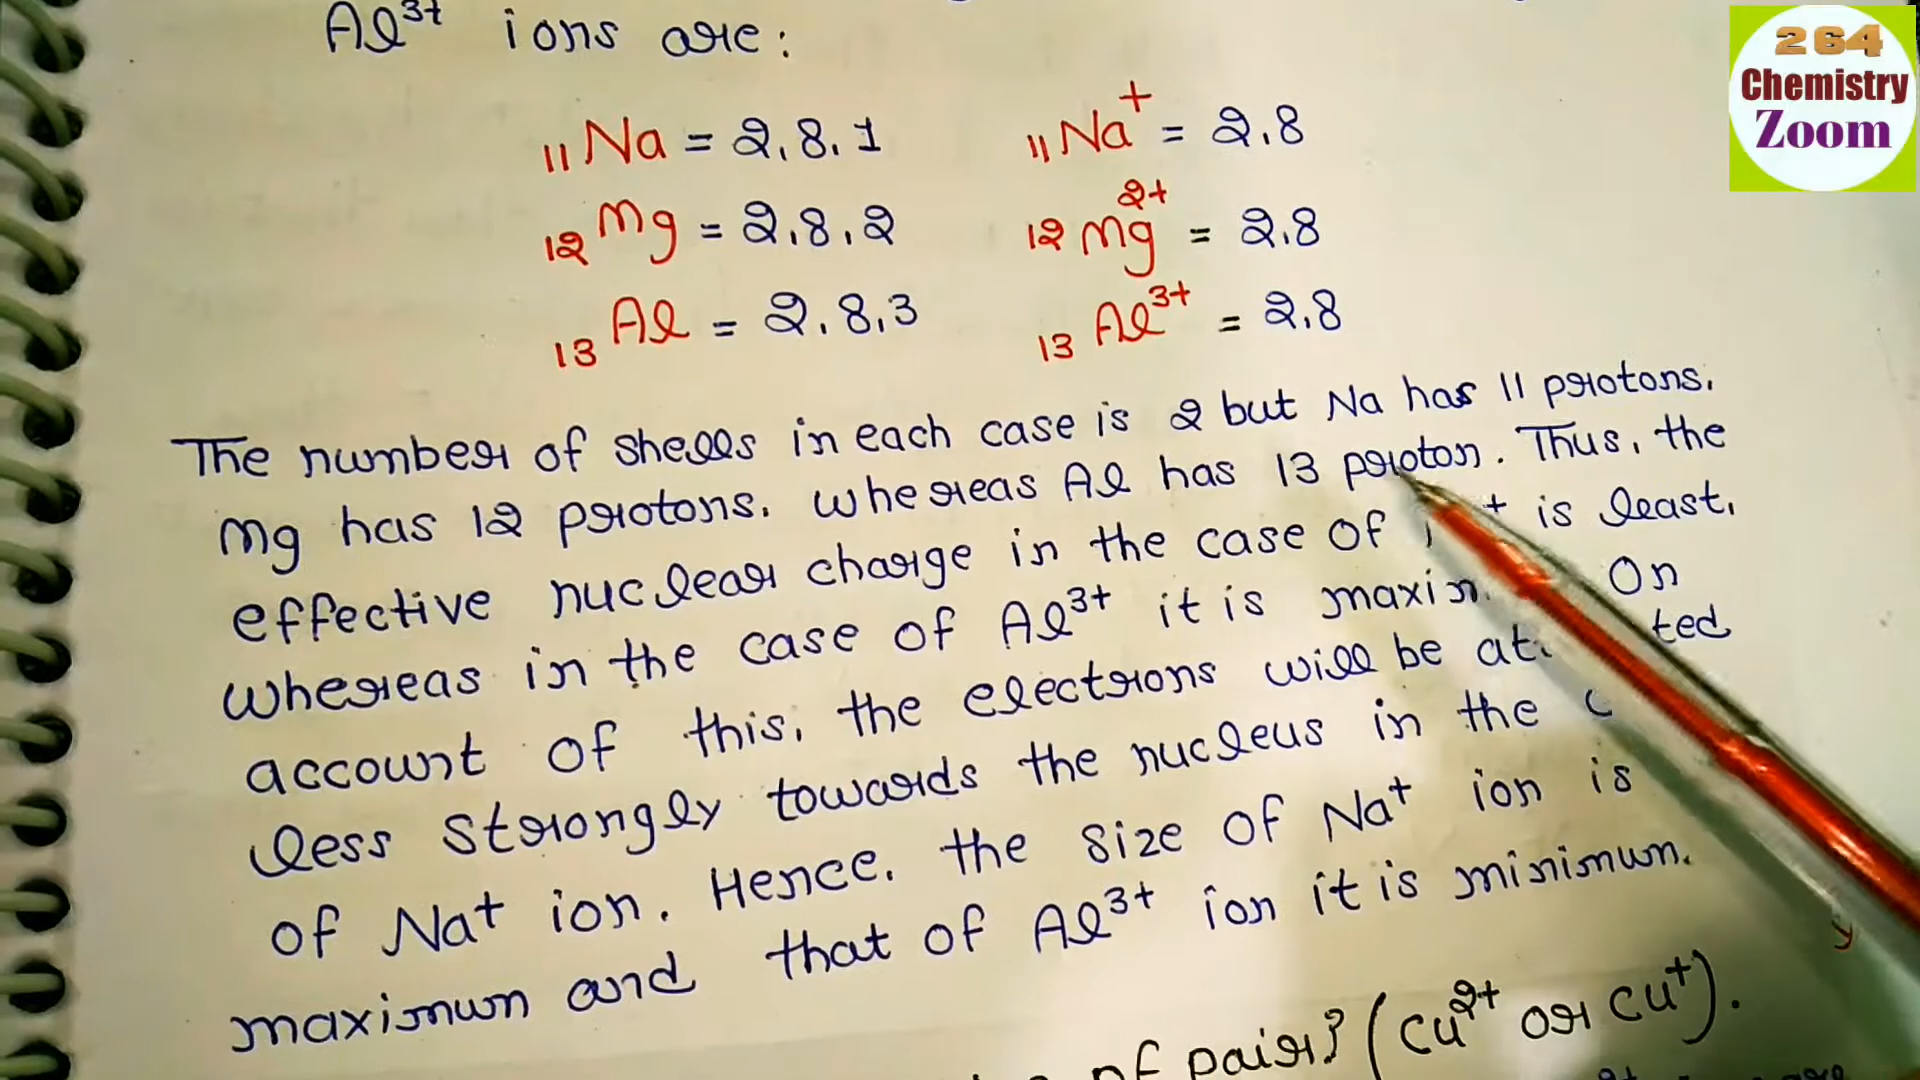 Al³⁺ ions are:
₁₁Na = 2,8,1 ₁₁Na⁺ = 2,8
₁₂Mg = 2,8,2 ₁₂Mg²⁺ = 2,8
₁₃Al = 2,8,3 ₁₃Al³⁺ = 2,8
The number of shells in each case is 2 but Na has 11 protons,
Mg has 12 protons, whereas Al has 13 proton. Thus, the
effective nuclear charge in the case of ⁺ is least,
whereas in the case of Al³⁺ it is On
account of this, the electrons will be
less strongly towards the nucleus in the
of Na⁺ ion. Hence, the size of Na⁺ ion is
maximum and that of Al³⁺ ion it is minimum.
of pair? (Cu²⁺ or Cu⁺).
264
Chemistry
Zoom